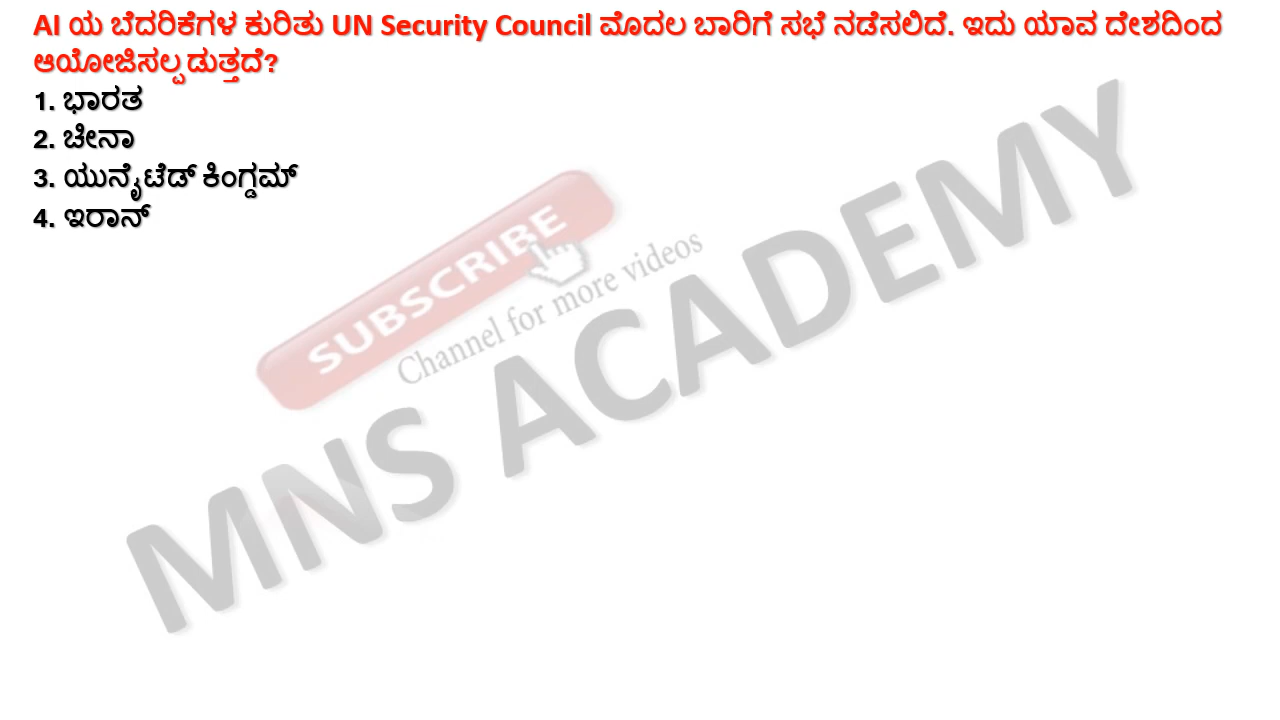 AI ಯ ಬೆದರಿಕೆಗಳ ಕುರಿತು UN Security Council ಮೊದಲ ಬಾರಿಗೆ ಸಭೆ ನಡೆಸಲಿದೆ. ಇದು ಯಾವ ದೇಶದಿಂದ
ಆಯೋಜಿಸಲ್ಪಡುತ್ತದೆ?
1. ಭಾರತ
2. ಚೀನಾ
3. ಯುನೈಟೆಡ್ ಕಿಂಗ್ಡಮ್
4. ಇರಾನ್
SUBSCRIBE
Channel for more videos
MNS ACADEMY